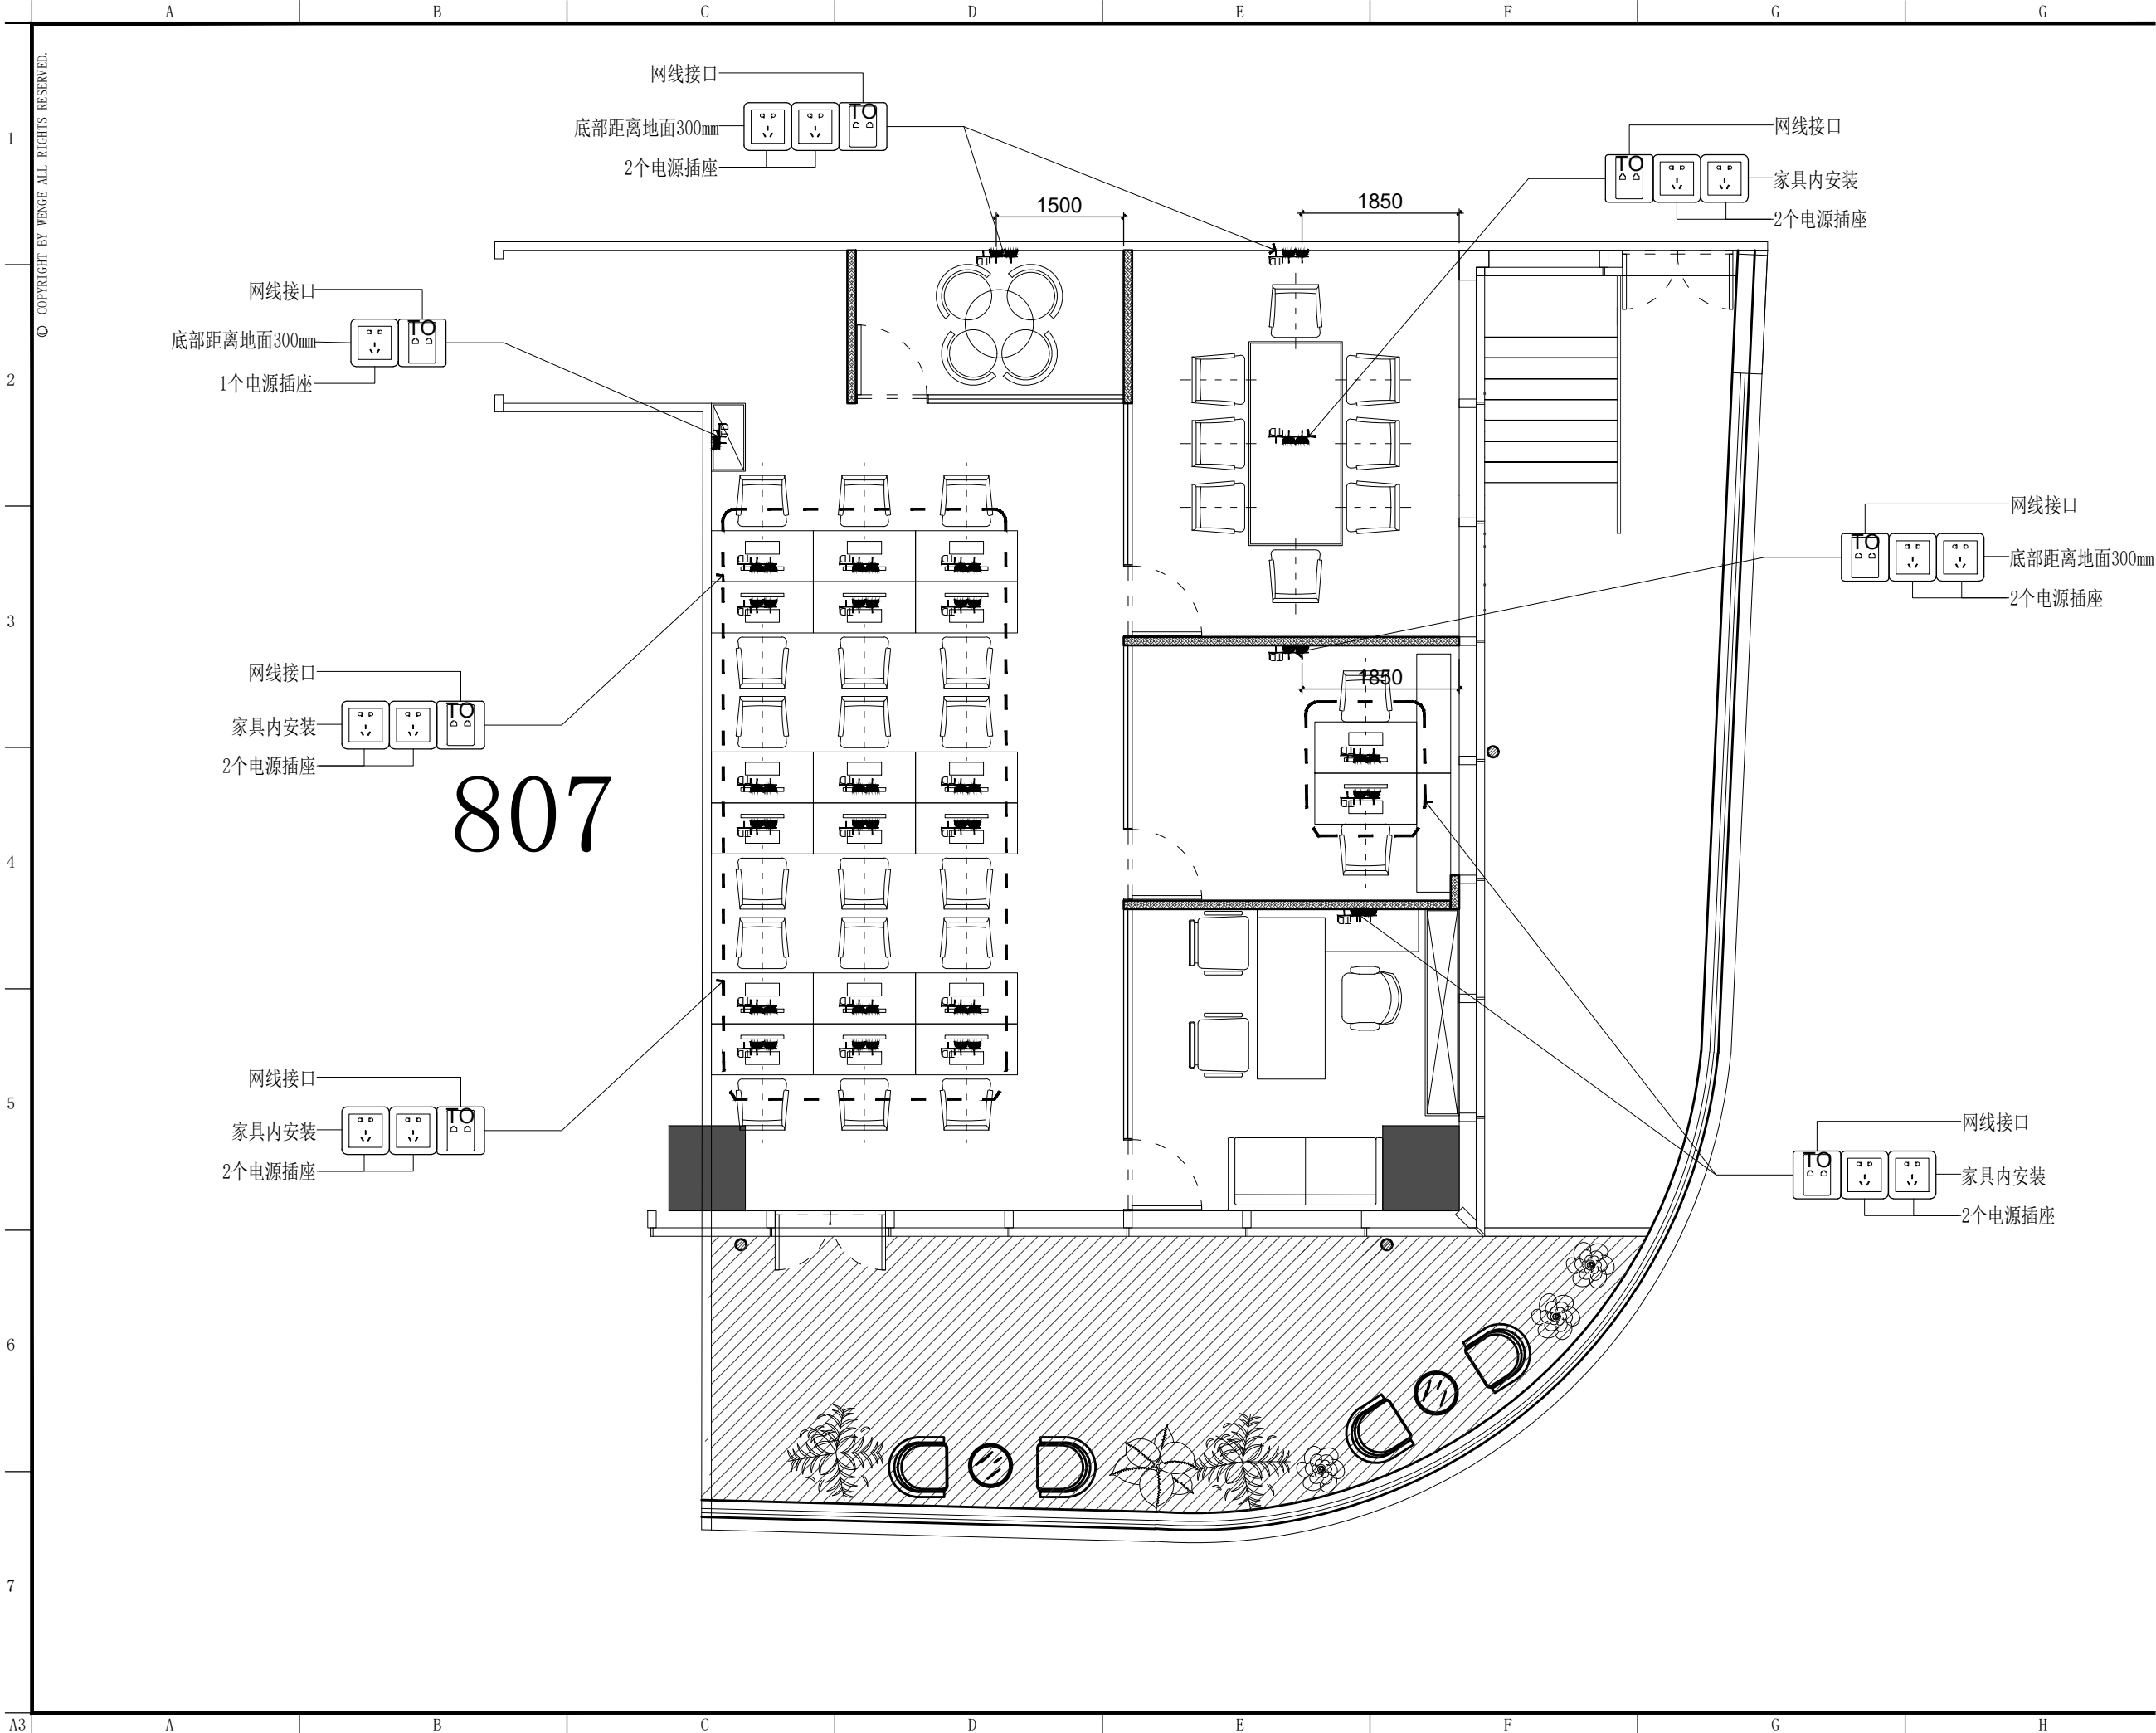 A B C D E F G G
© COPYRIGHT BY WENGE ALL RIGHTS RESERVED.
网线接口
TO
底部距离地面300mm
2个电源插座
网线接口
TO
家具内安装
2个电源插座
1
1500
1850
网线接口
TO
底部距离地面300mm
1个电源插座
2
网线接口
TO
底部距离地面300mm
2个电源插座
3
1850
网线接口
TO
家具内安装
2个电源插座
807
4
网线接口
TO
家具内安装
2个电源插座
5
网线接口
TO
家具内安装
2个电源插座
6
7
A3 A B C D E F G H